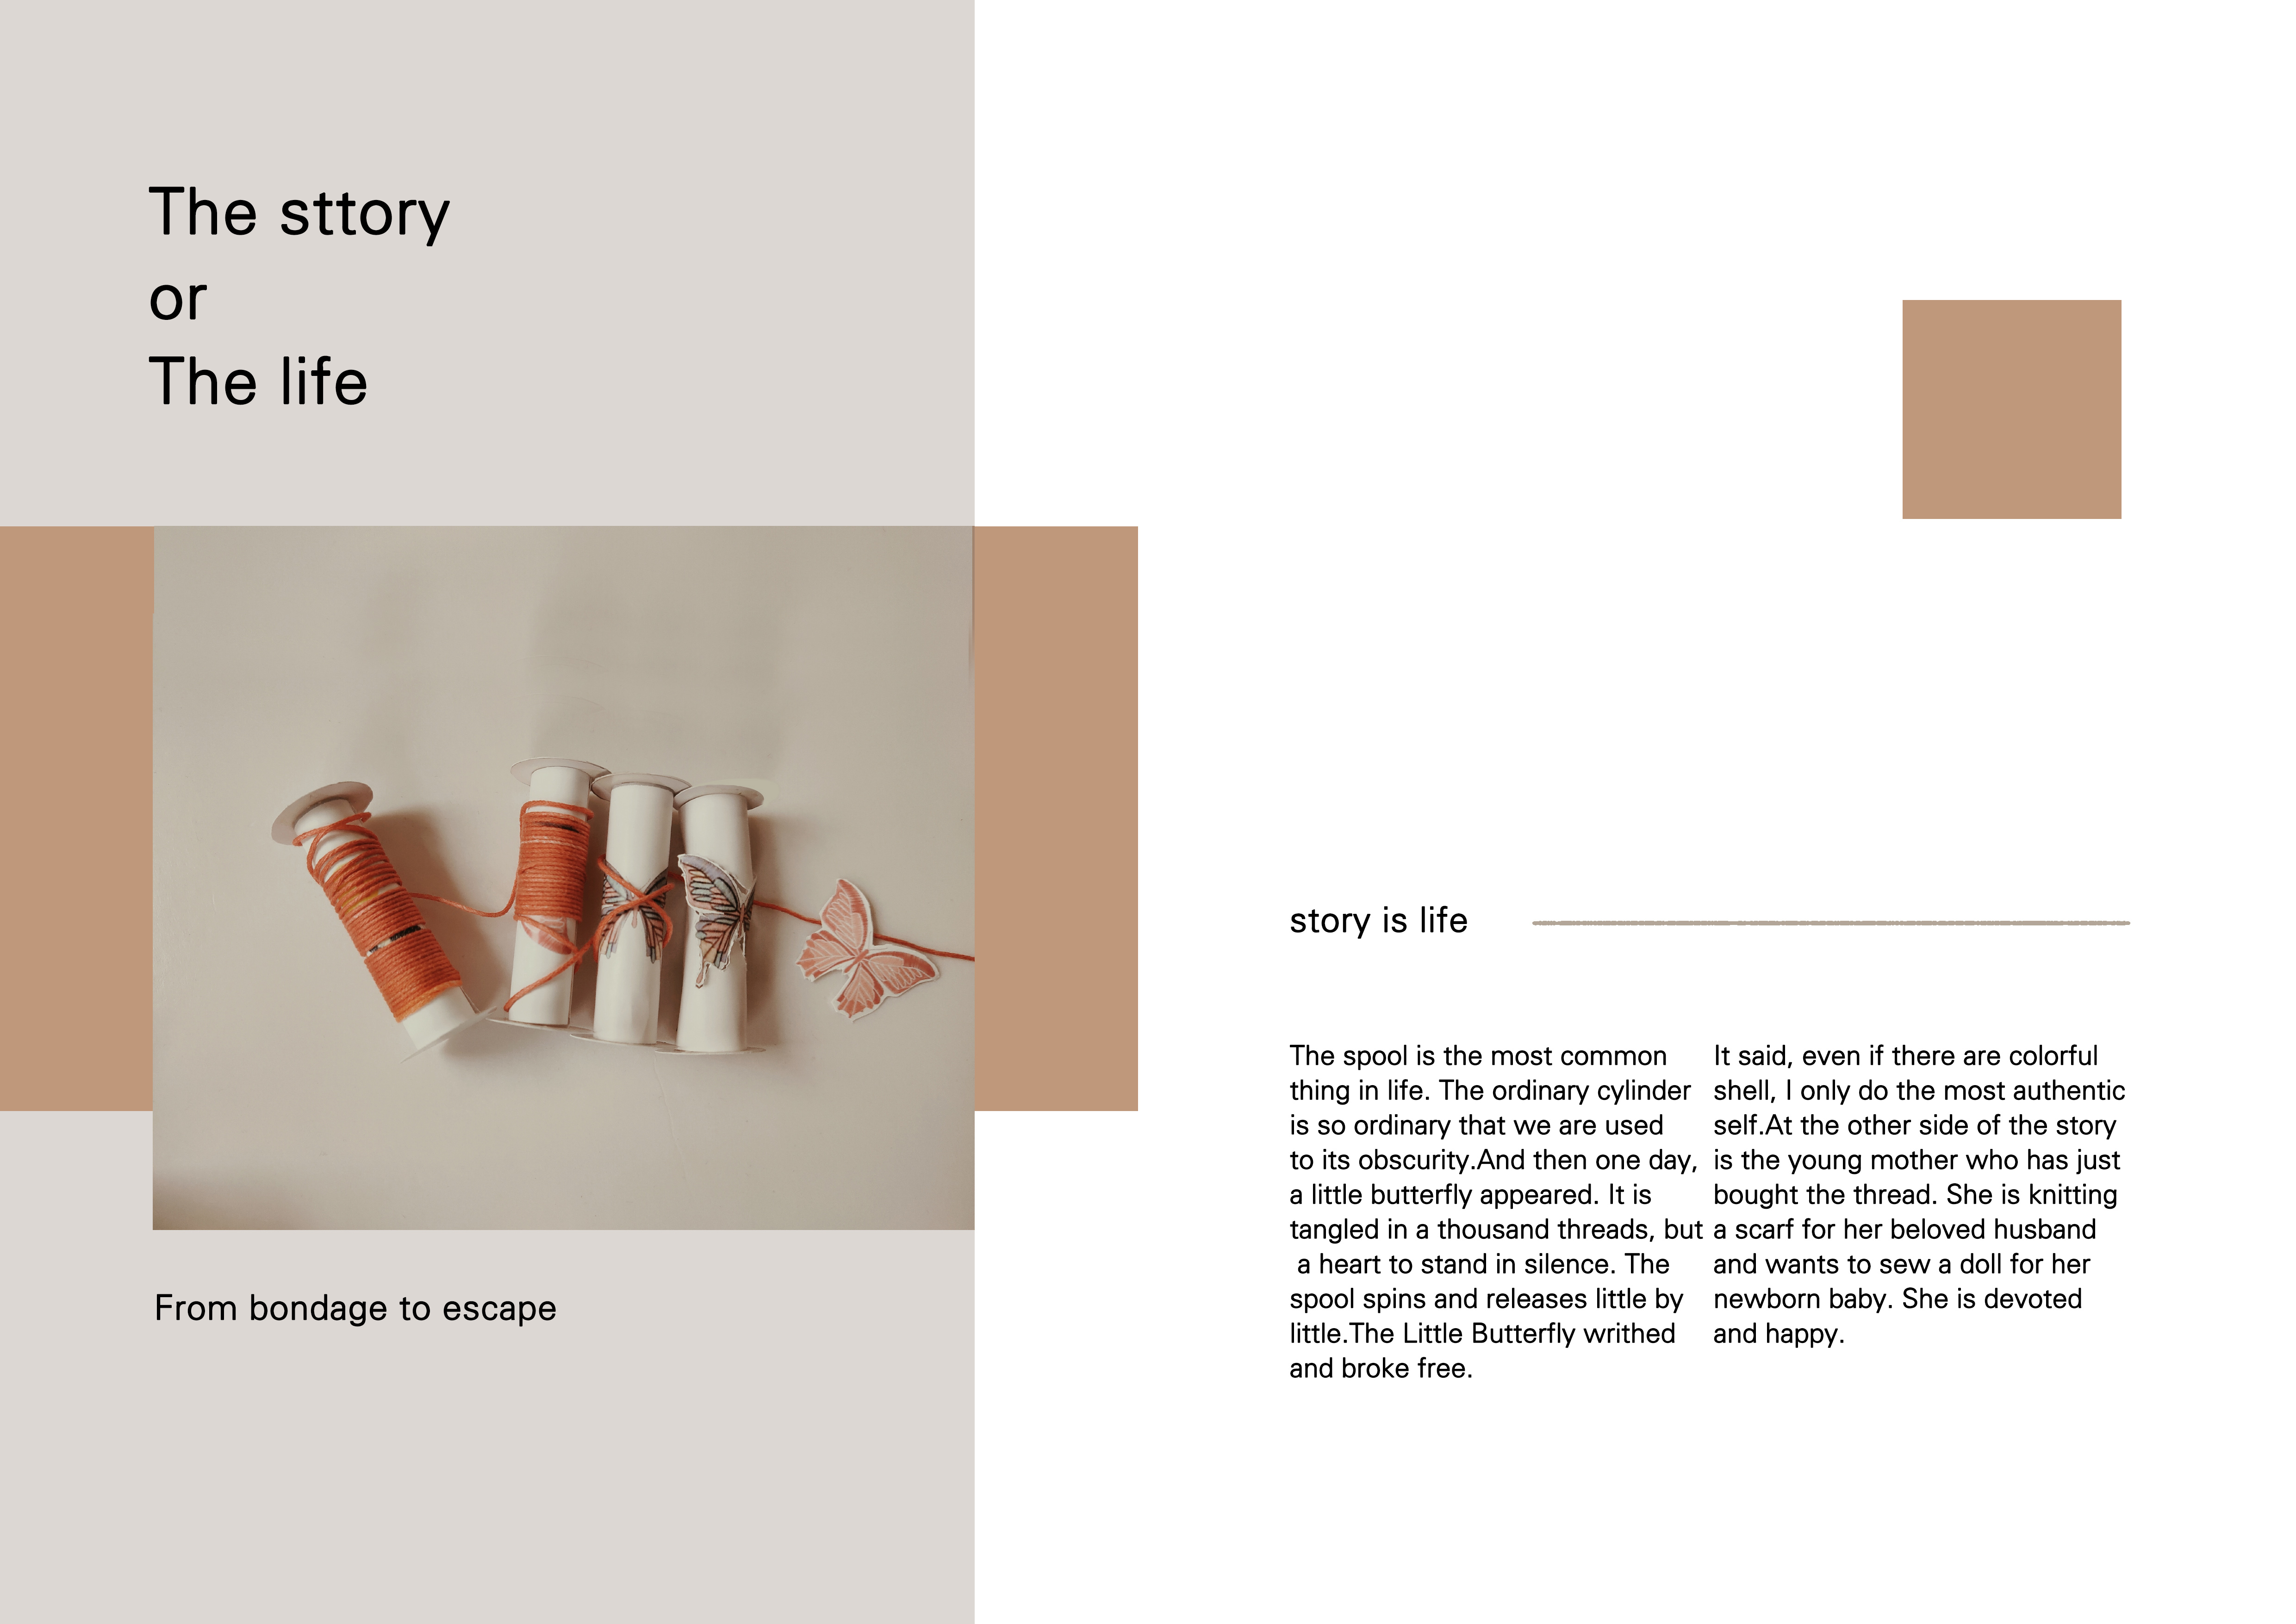 The sttory
or
The life
From bondage to escape
story is life
The spool is the most common
thing in life. The ordinary cylinder
is so ordinary that we are used
to its obscurity.And then one day,
a little butterfly appeared. It is
tangled in a thousand threads, but
a heart to stand in silence. The
spool spins and releases little by
little.The Little Butterfly writhed
and broke free.
It said, even if there are colorful
shell, I only do the most authentic
self.At the other side of the story
is the young mother who has just
bought the thread. She is knitting
a scarf for her beloved husband
and wants to sew a doll for her
newborn baby. She is devoted
and happy.